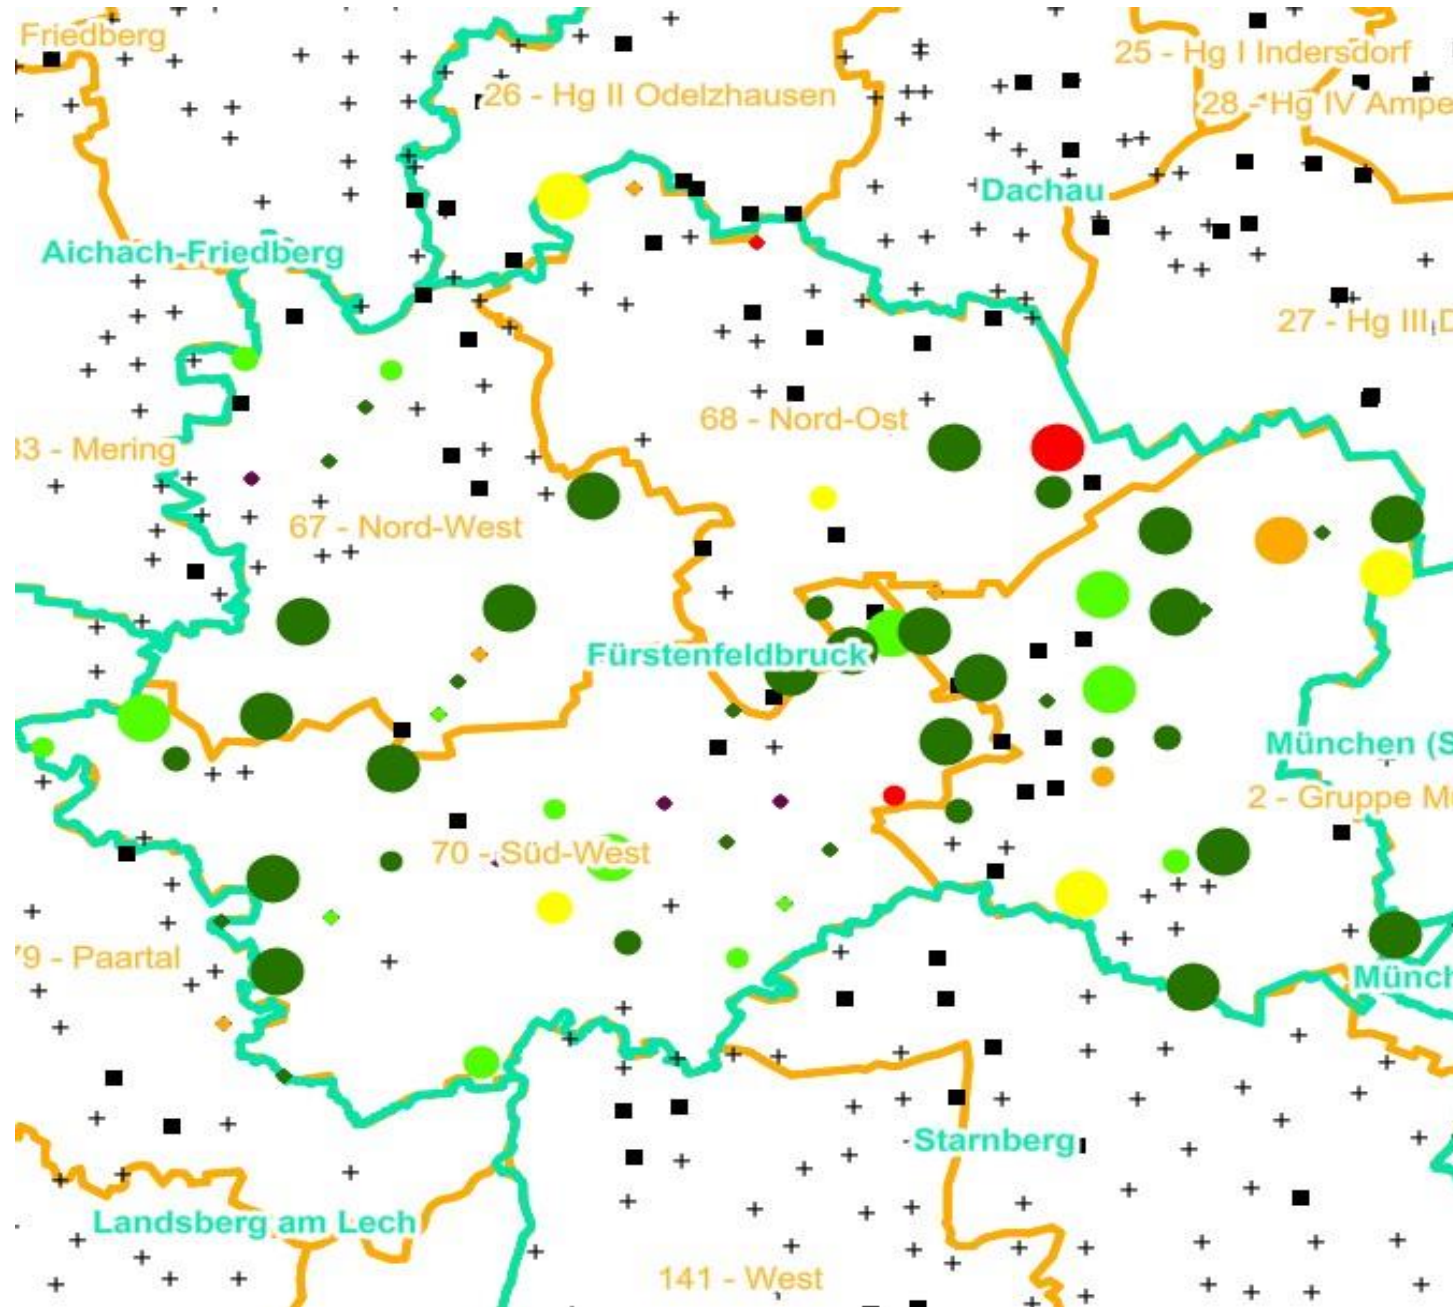 Friedberg
25 - Hg I Indersdorf
26 - Hg II Odelzhausen
28 - Hg IV Ampe
Dachau
Aichach-Friedberg
27 - Hg III D
68 - Nord-Ost
33 - Mering
67 - Nord-West
Fürstenfeldbruck
München (S
2 - Gruppe M
70 - Süd-West
79 - Paartal
Münch
Starnberg
Landsberg am Lech
141 - West